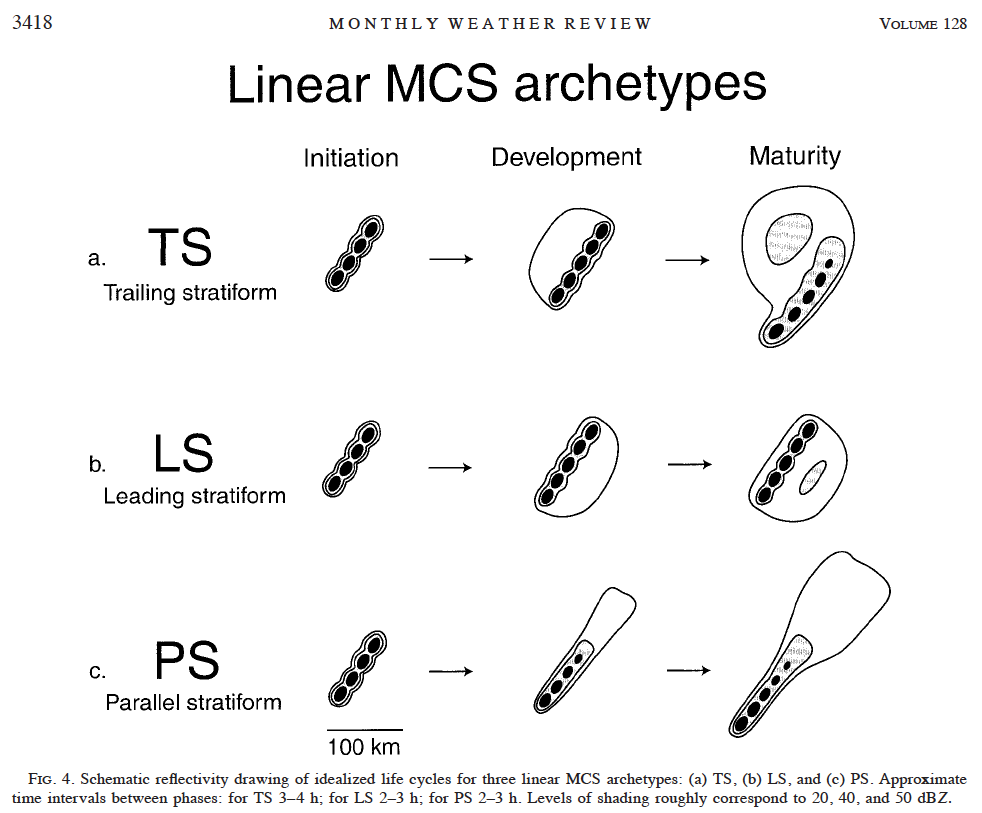 3418 MONTHLY WEATHER REVIEW VOLUME 128
Linear MCS archetypes
Initiation Development Maturity
a. TS
Trailing stratiform
b. LS
Leading stratiform
c. PS
Parallel stratiform
100 km
FIG. 4. Schematic reflectivity drawing of idealized life cycles for three linear MCS archetypes: (a) TS, (b) LS, and (c) PS. Approximate
time intervals between phases: for TS 3–4 h; for LS 2–3 h; for PS 2–3 h. Levels of shading roughly correspond to 20, 40, and 50 dBZ.